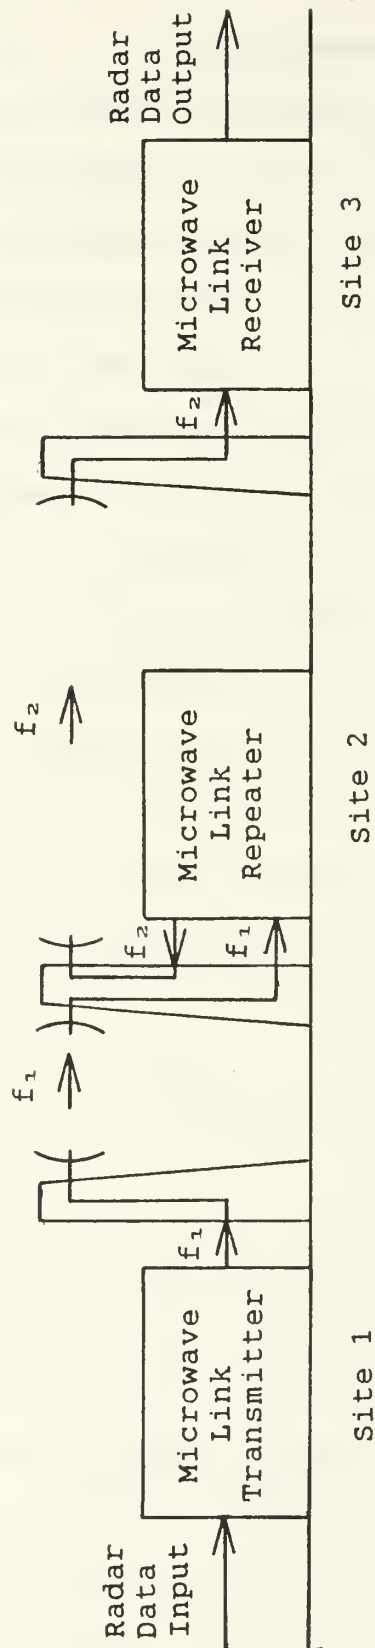 Radar
Data
Input
Microwave
Link
Transmitter
f₁
f₁
Site 1
f₂
f₁
Microwave
Link
Repeater
f₂
Site 2
f₂
Microwave
Link
Receiver
Radar
Data
Output
Site 3